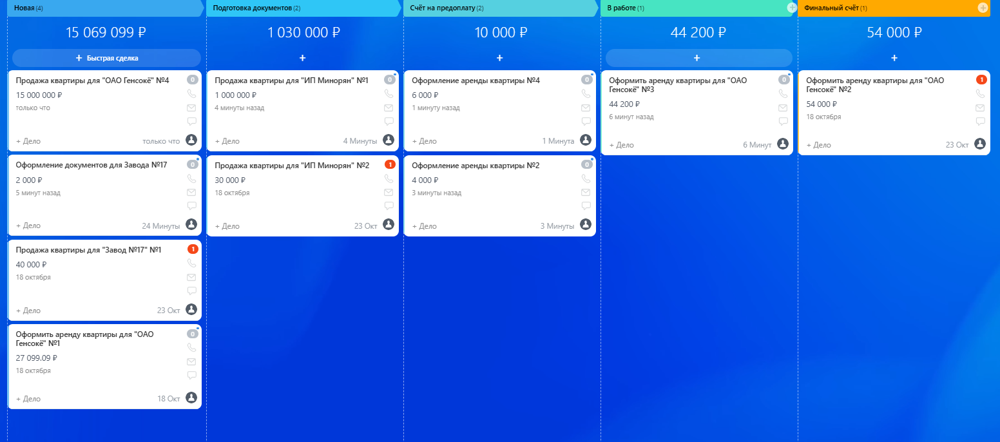 Новая (4)
15 069 099 ₽
+ Быстрая сделка
Продажа квартиры для "ОАО Генсокё" №4
0
15 000 000 ₽
только что
+ Дело
только что
Оформление документов для Завода №17
0
2 000 ₽
5 минут назад
+ Дело
24 Минуты
Продажа квартиры для "Завод №17" №1
1
40 000 ₽
18 октября
+ Дело
23 Окт
Оформить аренду квартиры для "ОАО
Генсокё" №1
0
27 099.09 ₽
18 октября
+ Дело
18 Окт
Подготовка документов (2)
1 030 000 ₽
+
Продажа квартиры для "ИП Минорян" №1
0
1 000 000 ₽
4 минуты назад
+ Дело
4 Минуты
Продажа квартиры для "ИП Минорян" №2
1
30 000 ₽
18 октября
+ Дело
23 Окт
Счёт на предоплату (2)
10 000 ₽
+
Оформление аренды квартиры №4
0
6 000 ₽
1 минуту назад
+ Дело
1 Минута
Оформление аренды квартиры №2
0
4 000 ₽
3 минуты назад
+ Дело
3 Минуты
В работе (1)
44 200 ₽
+
Оформить аренду квартиры для "ОАО
Генсокё" №3
0
44 200 ₽
6 минут назад
+ Дело
6 Минут
Финальный счёт (1)
54 000 ₽
+
Оформить аренду квартиры для "ОАО
Генсокё" №2
1
54 000 ₽
18 октября
+ Дело
23 Окт